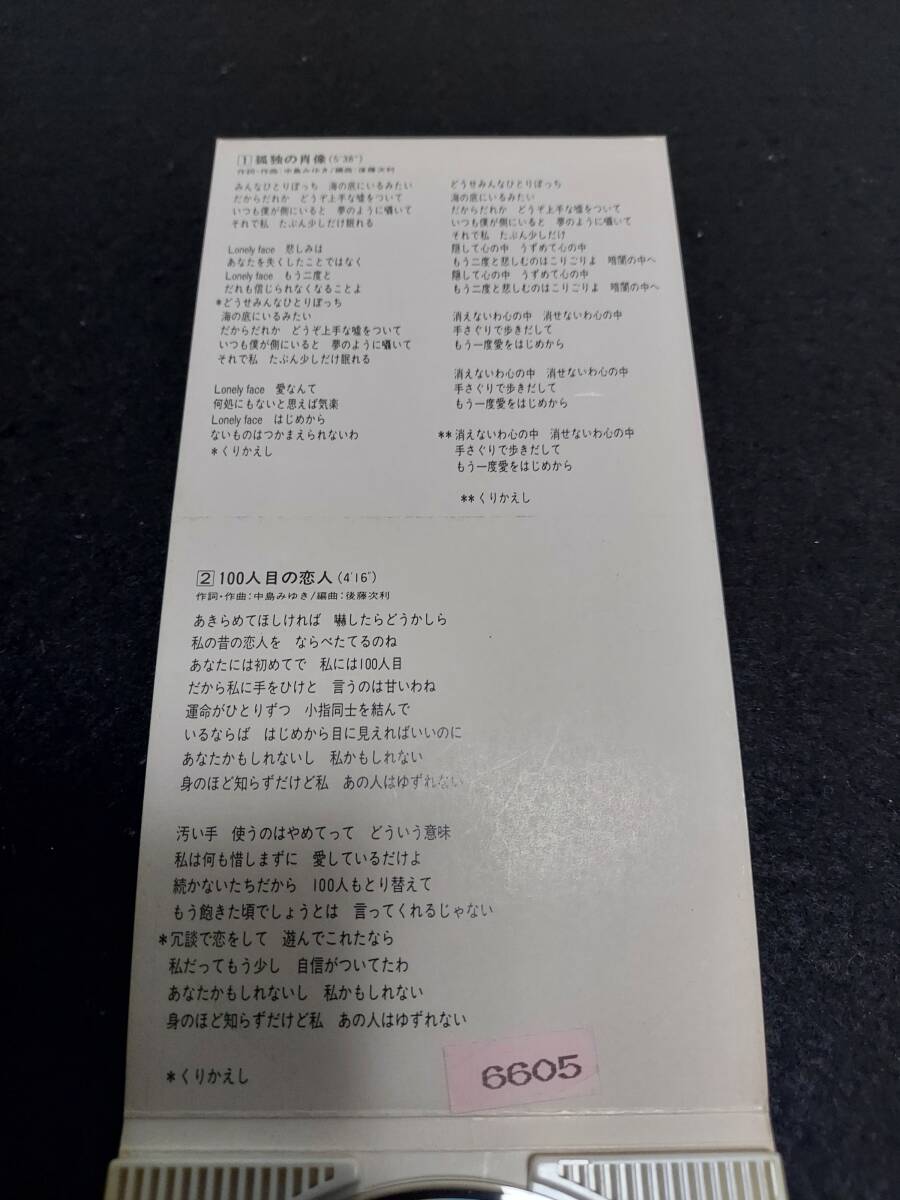 1 孤独の肖像(5'38")
作詞・作曲:中島みゆき/編曲:後藤次利
みんなひとりぼっち 海の底にいるみたい
だからだれか どうぞ上手な嘘をついて
いつも僕が側にいると 夢のように囁いて
それで私 たぶん少しだけ眠れる
Lonely face 悲しみは
あなたを失くしたことではなく
Lonely face もう二度と
だれも信じられなくなることよ
*どうせみんなひとりぼっち
海の底にいるみたい
だからだれか どうぞ上手な嘘をついて
いつも僕が側にいると 夢のように囁いて
それで私 たぶん少しだけ眠れる
Lonely face 愛なんて
何処にもないと思えば気楽
Lonely face はじめから
ないものはつかまえられないわ
*くりかえし
どうせみんなひとりぼっち
海の底にいるみたい
だからだれか どうぞ上手な嘘をついて
いつも僕が側にいると 夢のように囁いて
それで私 たぶん少しだけ
隠して心の中 うずめて心の中
もう二度と悲しむのはこりごりよ 暗闇の中へ
隠して心の中 うずめて心の中
もう二度と悲しむのはこりごりよ 暗闇の中へ
消えないわ心の中 消せないわ心の中
手さぐりで歩きだして
もう一度愛をはじめから
消えないわ心の中 消せないわ心の中
手さぐりで歩きだして
もう一度愛をはじめから
**消えないわ心の中 消せないわ心の中
手さぐりで歩きだして
もう一度愛をはじめから
**くりかえし
2 100人目の恋人(4'16")
作詞・作曲:中島みゆき/編曲:後藤次利
あきらめてほしければ 嚇したらどうかしら
私の昔の恋人を ならべたてるのね
あなたには初めてで 私には100人目
だから私に手をひけと 言うのは甘いわね
運命がひとりずつ 小指同士を結んで
いるならば はじめから目に見えればいいのに
あなたかもしれないし 私かもしれない
身のほど知らずだけど私 あの人はゆずれない
汚い手 使うのはやめてって どういう意味
私は何も惜しまずに 愛しているだけよ
続かないたちだから 100人もとり替えて
もう飽きた頃でしょうとは 言ってくれるじゃない
*冗談で恋をして 遊んでこれたなら
私だってもう少し 自信がついてたわ
あなたかもしれないし 私かもしれない
身のほど知らずだけど私 あの人はゆずれない
*くりかえし
6605